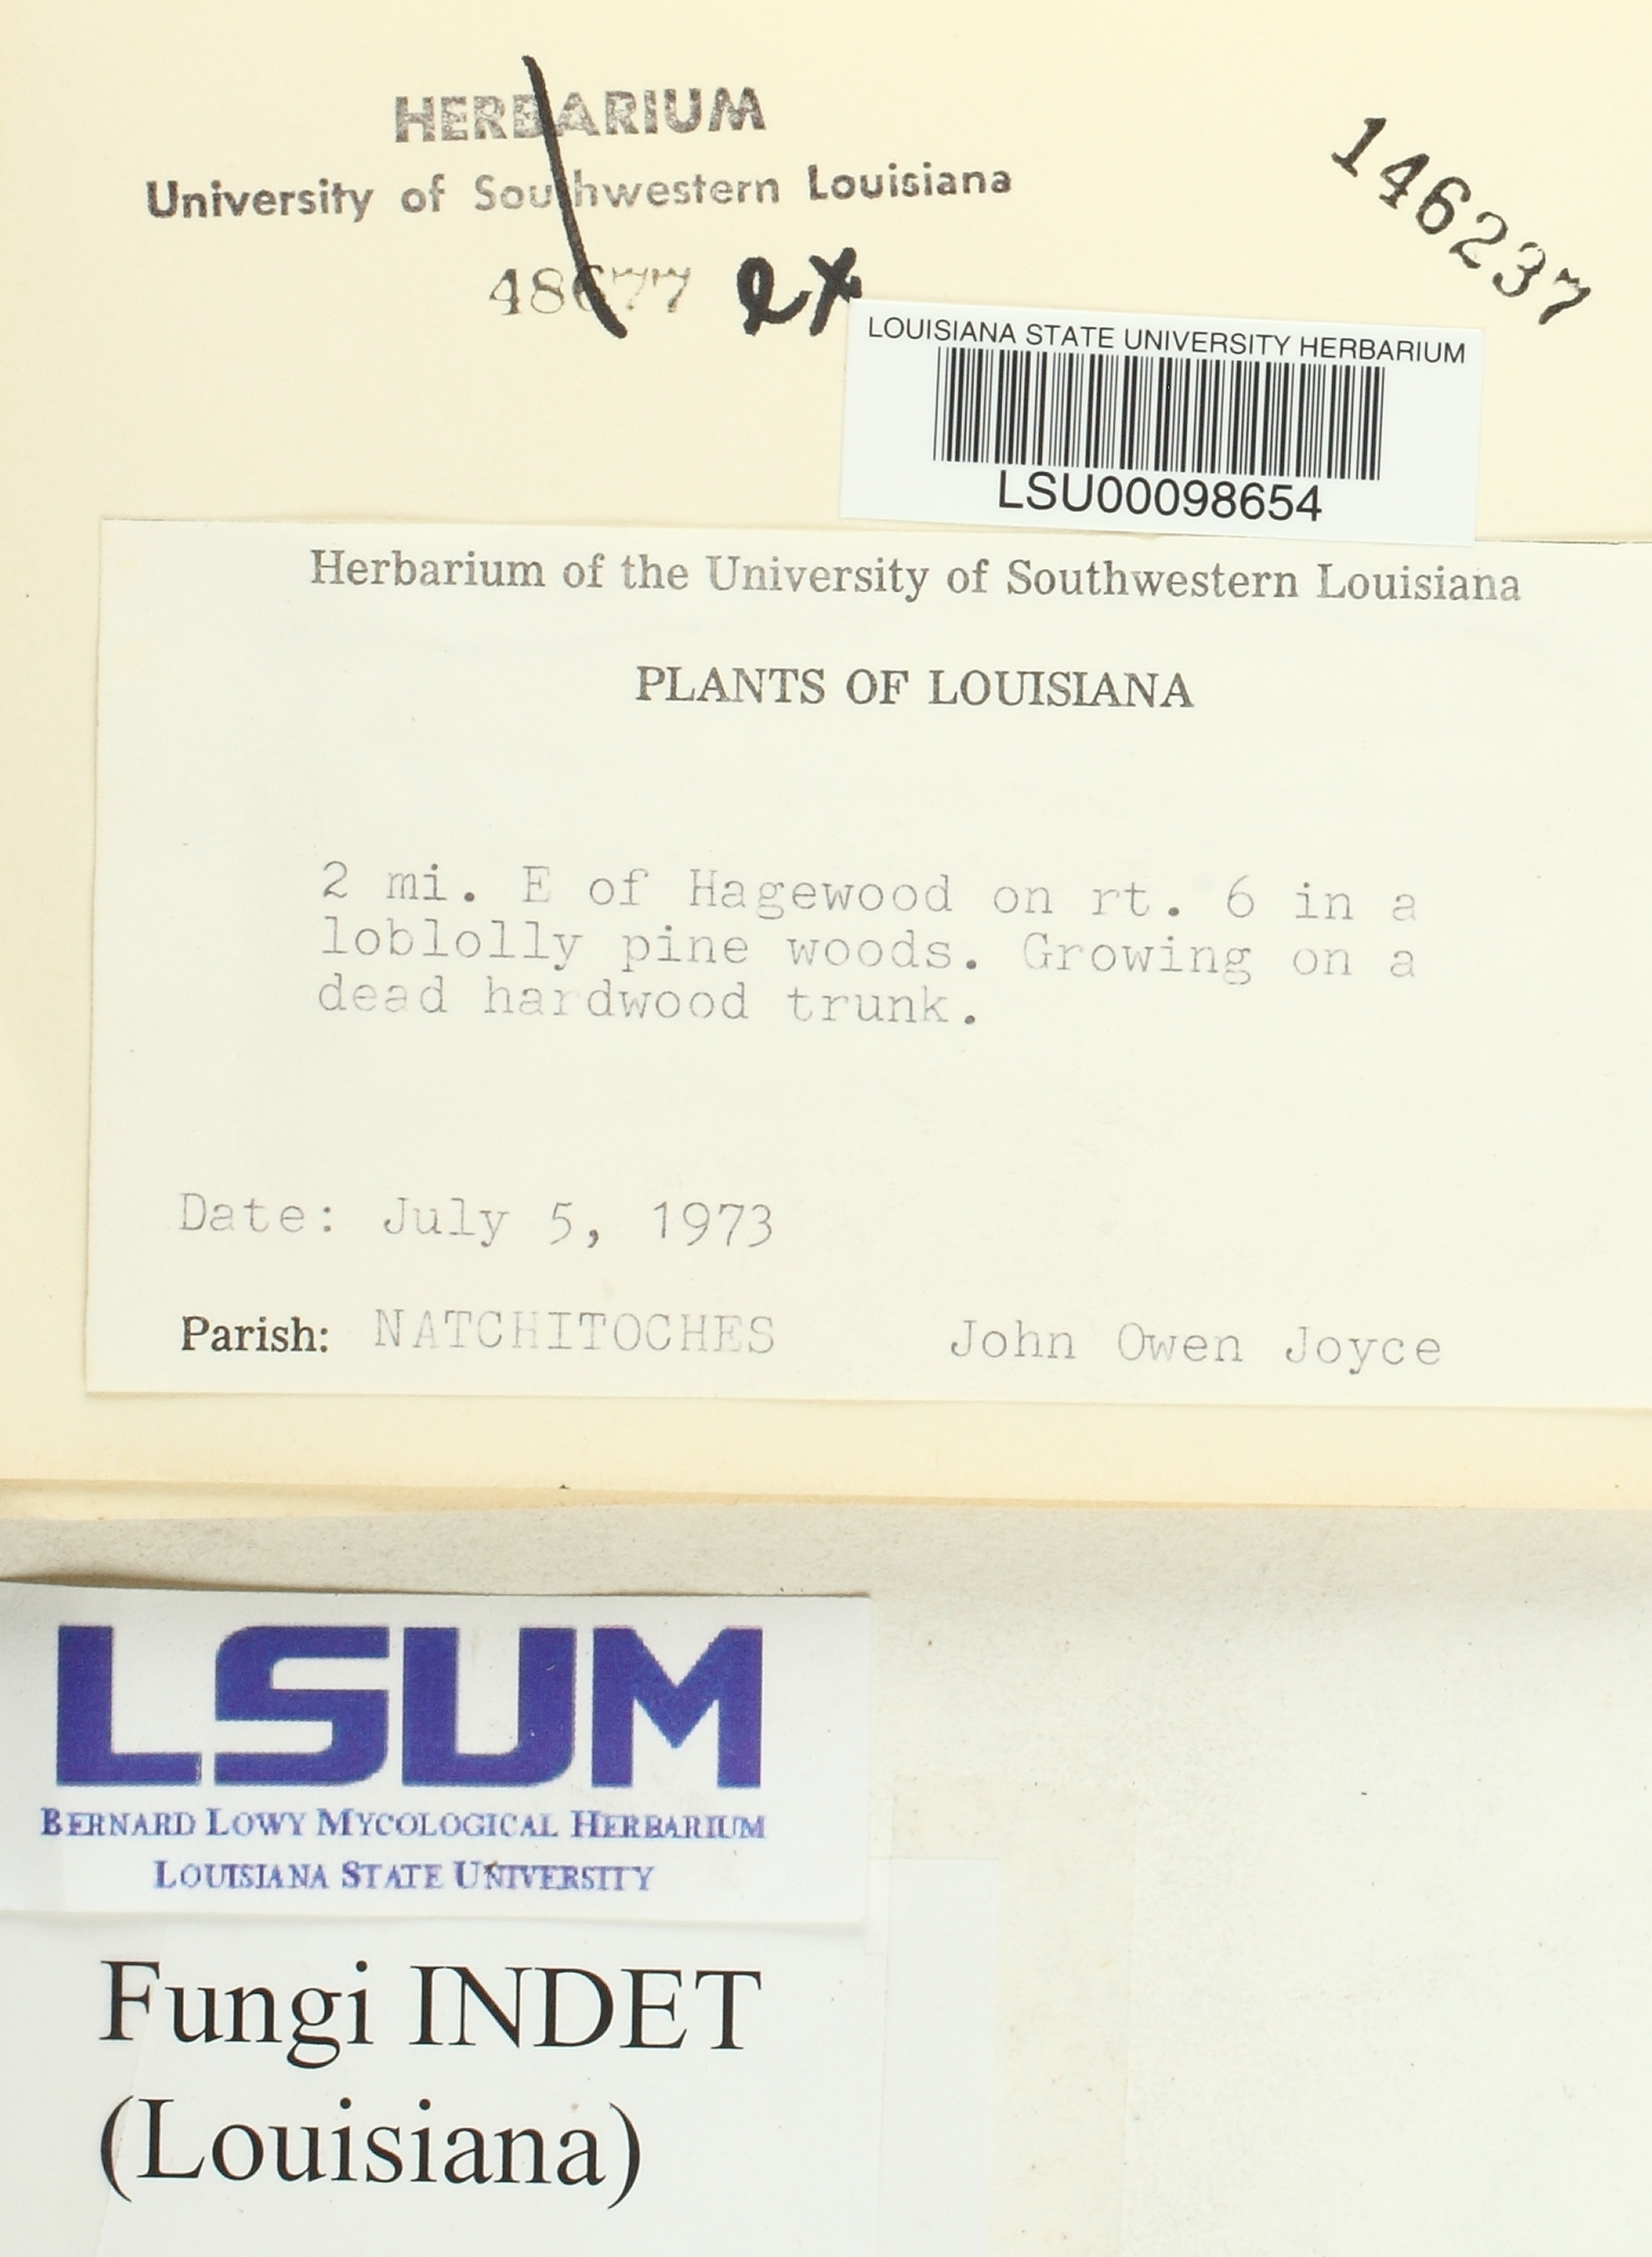 HERBARIUM
University of Southwestern Louisiana
48677 ex
146237
LOUISIANA STATE UNIVERSITY HERBARIUM
LSU00098654
Herbarium of the University of Southwestern Louisiana
PLANTS OF LOUISIANA
2 mi. E of Hagewood on rt. 6 in a
loblolly pine woods. Growing on a
dead hardwood trunk.
Date: July 5, 1973
Parish: NATCHITOCHES John Owen Joyce
LSUM
BERNARD LOWY MYCOLOGICAL HERBARIUM
LOUISIANA STATE UNIVERSITY
Fungi INDET
(Louisiana)